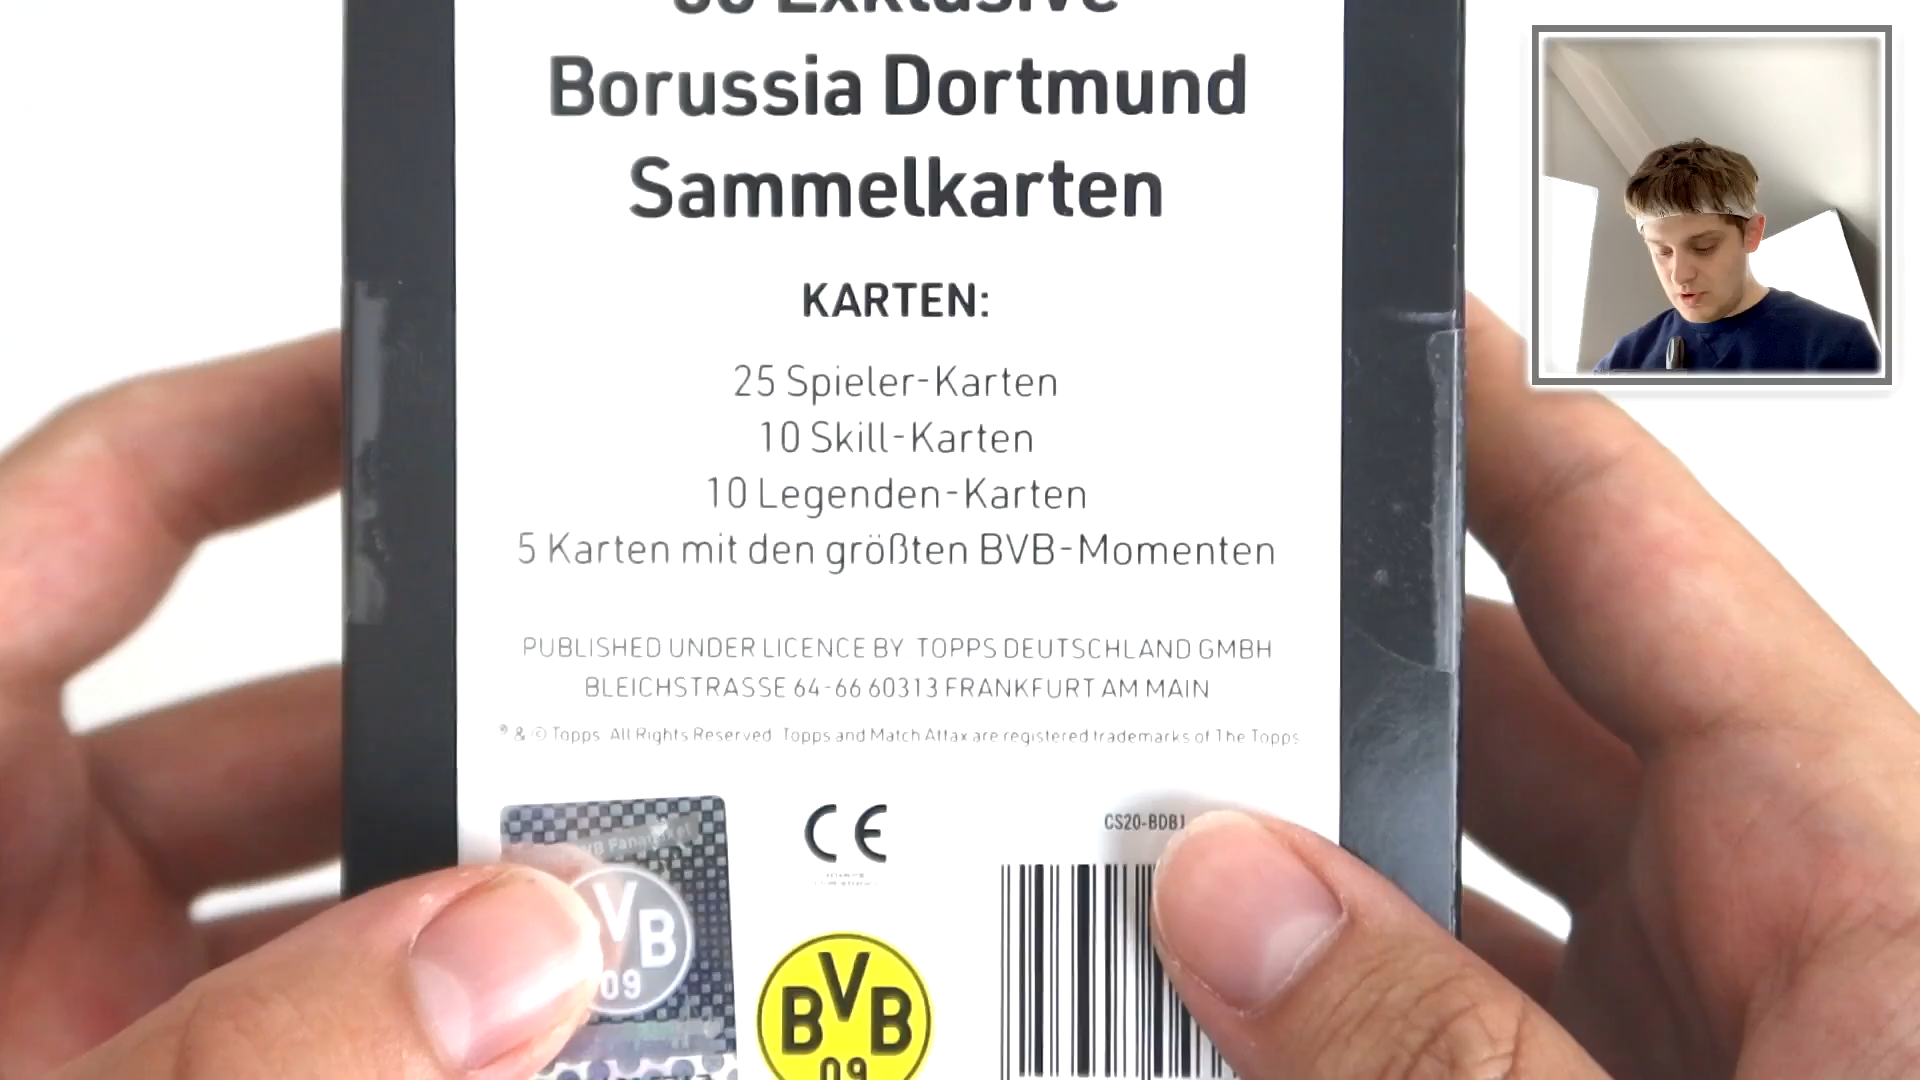 Exklusive
Borussia Dortmund
Sammelkarten
KARTEN:
25 Spieler-Karten
10 Skill-Karten
10 Legenden-Karten
5 Karten mit den größten BVB-Momenten
PUBLISHED UNDER LICENCE BY TOPPS DEUTSCHLAND GMBH
BLEICHSTRASSE 64-66 60313 FRANKFURT AM MAIN
® & © Topps All Rights Reserved Topps and Match Attax are registered trademarks of The Topps
CE
CS20-BDB1
VB
09
BVB
09